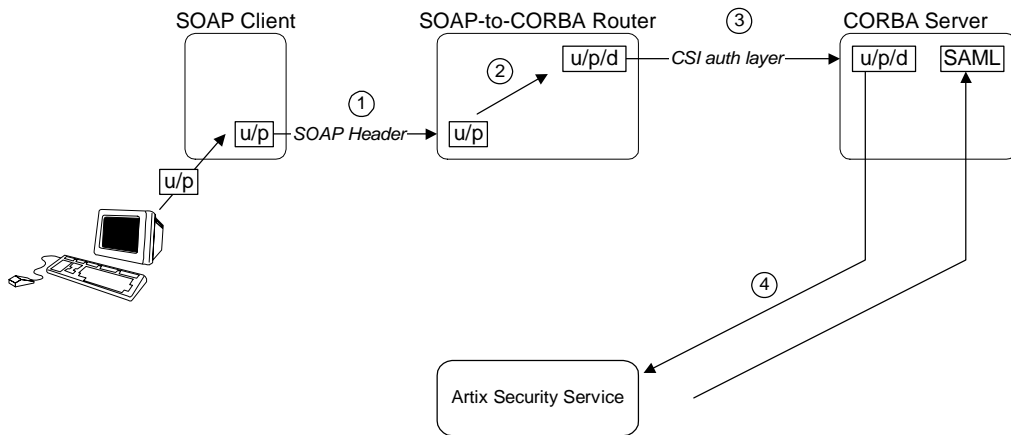 SOAP Client
SOAP-to-CORBA Router
3
CORBA Server
u/p/d
CSI auth layer
u/p/d
SAML
2
1
u/p
SOAP Header
u/p
u/p
4
Artix Security Service